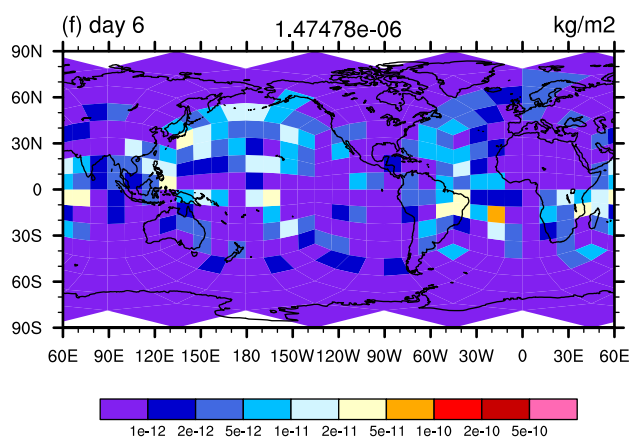 (f) day 6 1.47478e-06 kg/m2
90N
60N
30N
0
30S
60S
90S
60E 90E 120E 150E 180 150W 120W 90W 60W 30W 0 30E 60E
1e-12 2e-12 5e-12 1e-11 2e-11 5e-11 1e-10 2e-10 5e-10